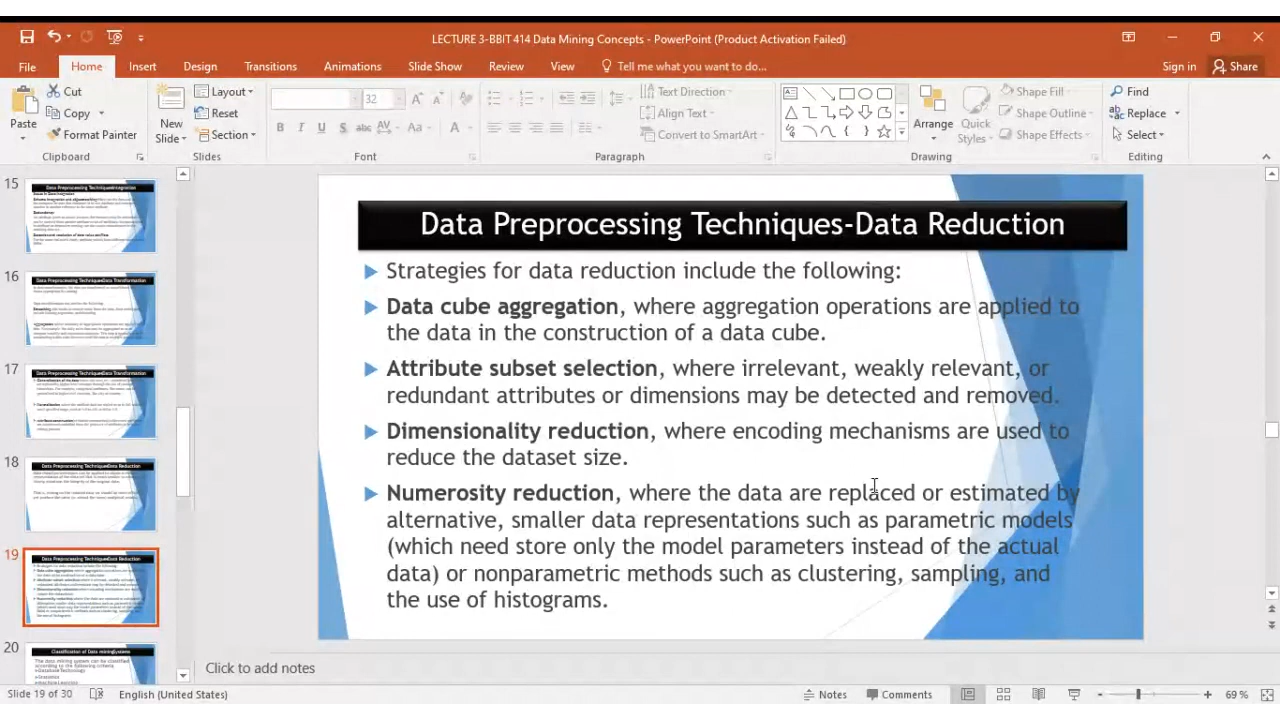 LECTURE 3-BBIT 414 Data Mining Concepts - PowerPoint (Product Activation Failed)
File Home Insert Design Transitions Animations Slide Show Review View Tell me what you want to do... Sign in Share
Paste
Cut
Copy
Format Painter
Clipboard
New Slide
Layout
Reset
Section
Slides
32
B I U S abc AV Aa A
Font
Text Direction
Align Text
Convert to SmartArt
Paragraph
Arrange
Quick Styles
Shape Fill
Shape Outline
Shape Effects
Drawing
Find
Replace
Select
Editing
15
16
17
18
19
20
Data Preprocessing Techniques-Data Reduction
Strategies for data reduction include the following:
Data cube aggregation, where aggregation operations are applied to
the data in the construction of a data cube.
Attribute subset selection, where irrelevant, weakly relevant, or
redundant attributes or dimensions may be detected and removed.
Dimensionality reduction, where encoding mechanisms are used to
reduce the dataset size.
Numerosity reduction, where the data are replaced or estimated by
alternative, smaller data representations such as parametric models
(which need store only the model parameters instead of the actual
data) or nonparametric methods such as clustering, sampling, and
the use of histograms.
Click to add notes
Slide 19 of 30 English (United States) Notes Comments 69 %